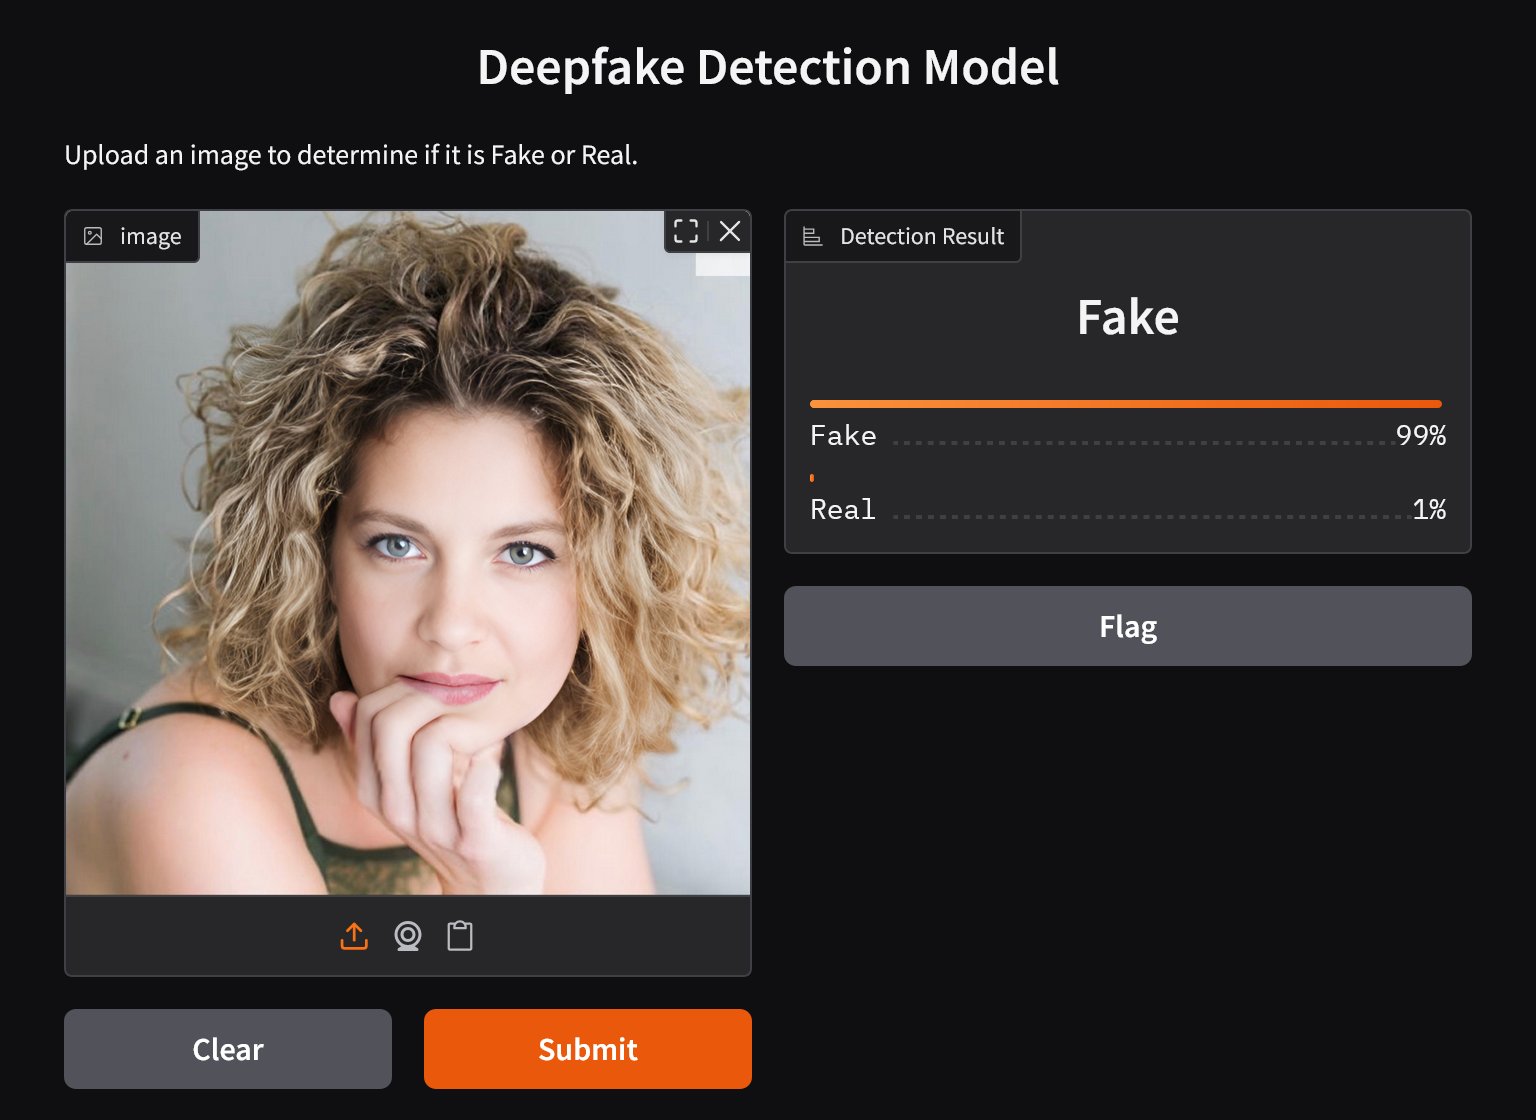 Deepfake Detection Model
Upload an image to determine if it is Fake or Real.
image
Detection Result
Fake
Fake 99%
Real 1%
Flag
Clear
Submit